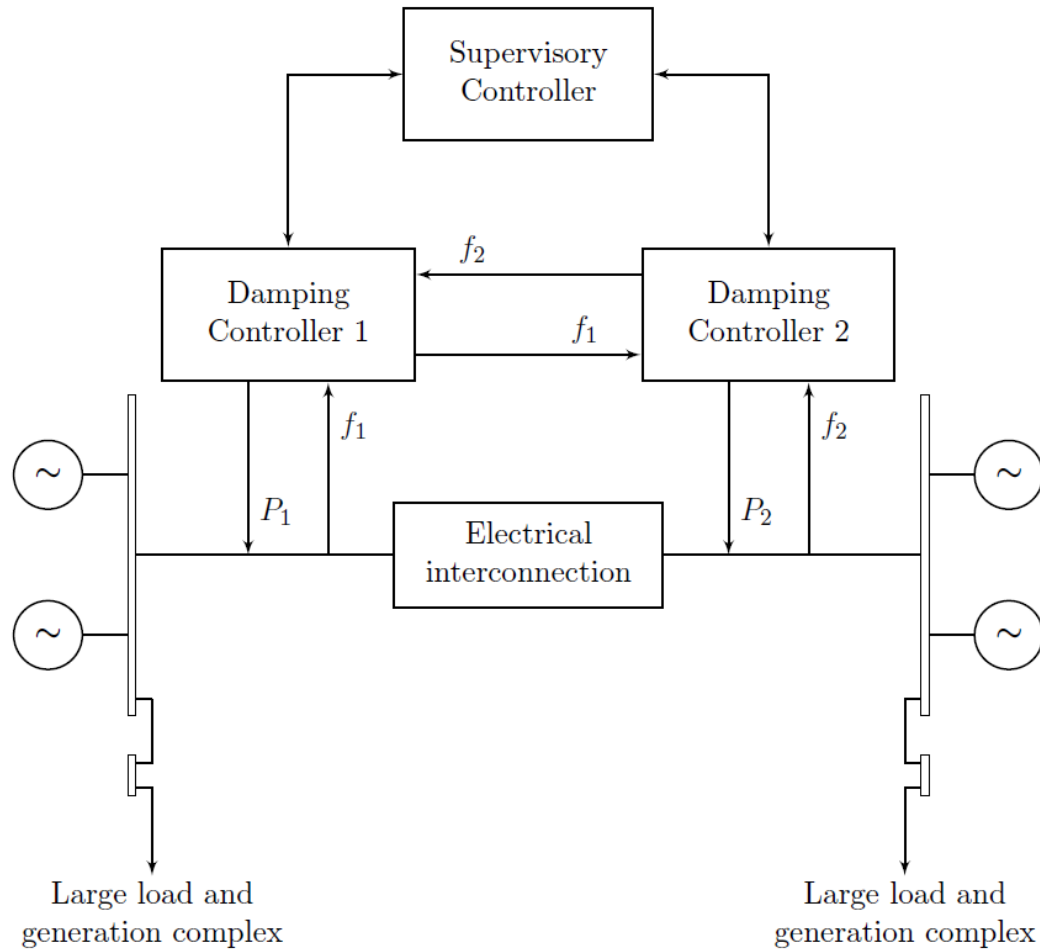 Supervisory
Controller
f₂
Damping
Controller 1
Damping
Controller 2
f₁
f₁
f₂
~
~
P₁
P₂
Electrical
interconnection
~
~
Large load and
generation complex
Large load and
generation complex